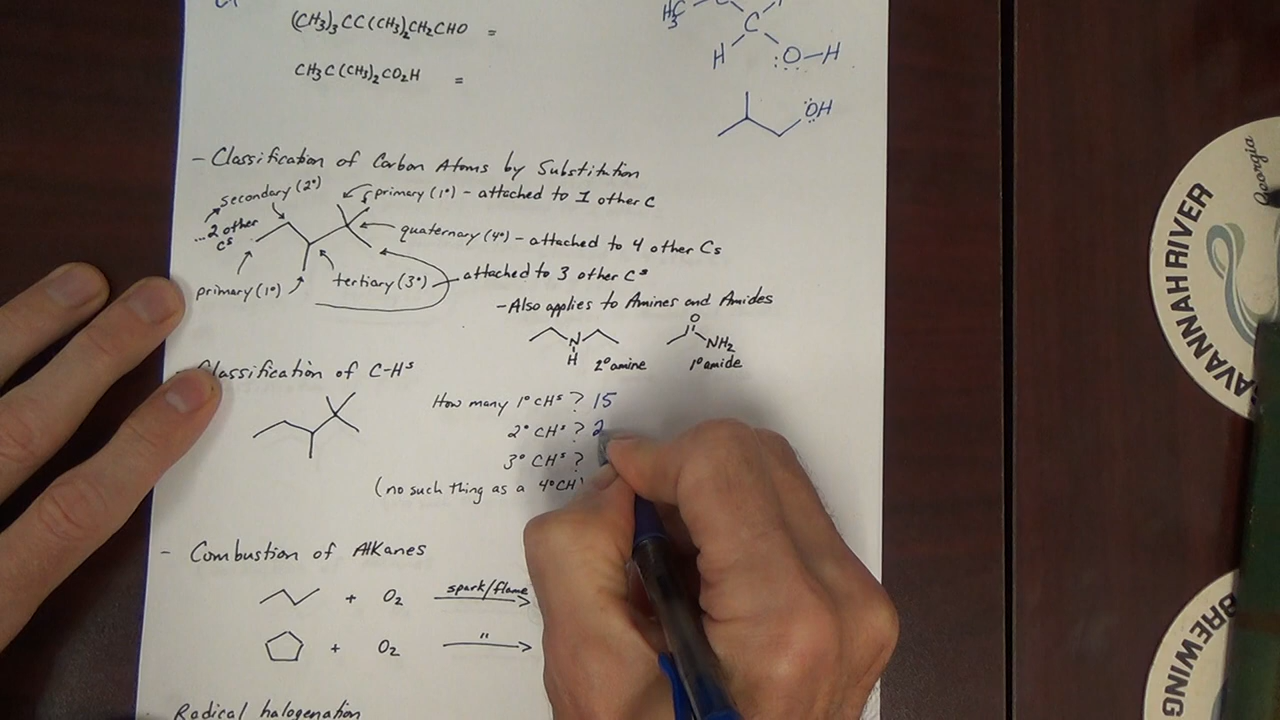 (CH3)3CC(CH3)2CH2CHO =
CH3C(CH3)2CO2H =
H3C C
H :O-H
OH
- Classification of Carbon Atoms by Substitution
secondary (2°)
primary (1°) - attached to 1 other C
...2 other Cs
quaternary (4°) - attached to 4 other Cs
primary (1°)
tertiary (3°) - attached to 3 other Cs
- Also applies to Amines and Amides
N
H
2° amine
O
NH2
1° amide
Classification of C-Hs
How many 1° CHs? 15
2° CHs? 2
3° CHs?
(no such thing as a 4° CH)
- Combustion of Alkanes
+ O2 spark/flame
+ O2 "
Radical halogenation
SAVANNAH RIVER
Georgia
BREWING